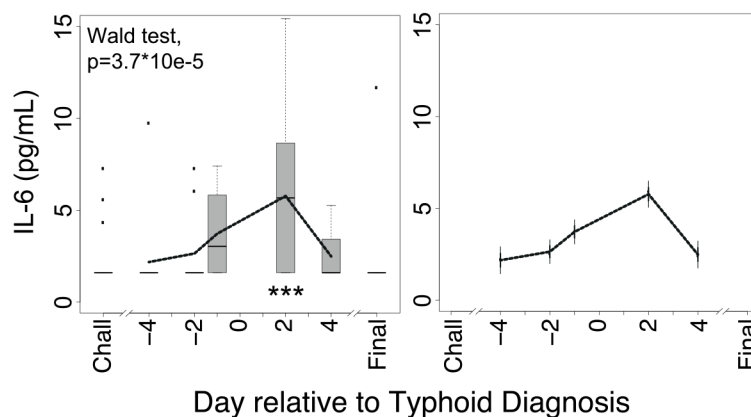 Wald test,
p=3.7*10e-5
IL-6 (pg/mL)
15
10
5
0
***
Chall
−4
−2
0
2
4
Final
15
10
5
0
Chall
−4
−2
0
2
4
Final
Day relative to Typhoid Diagnosis